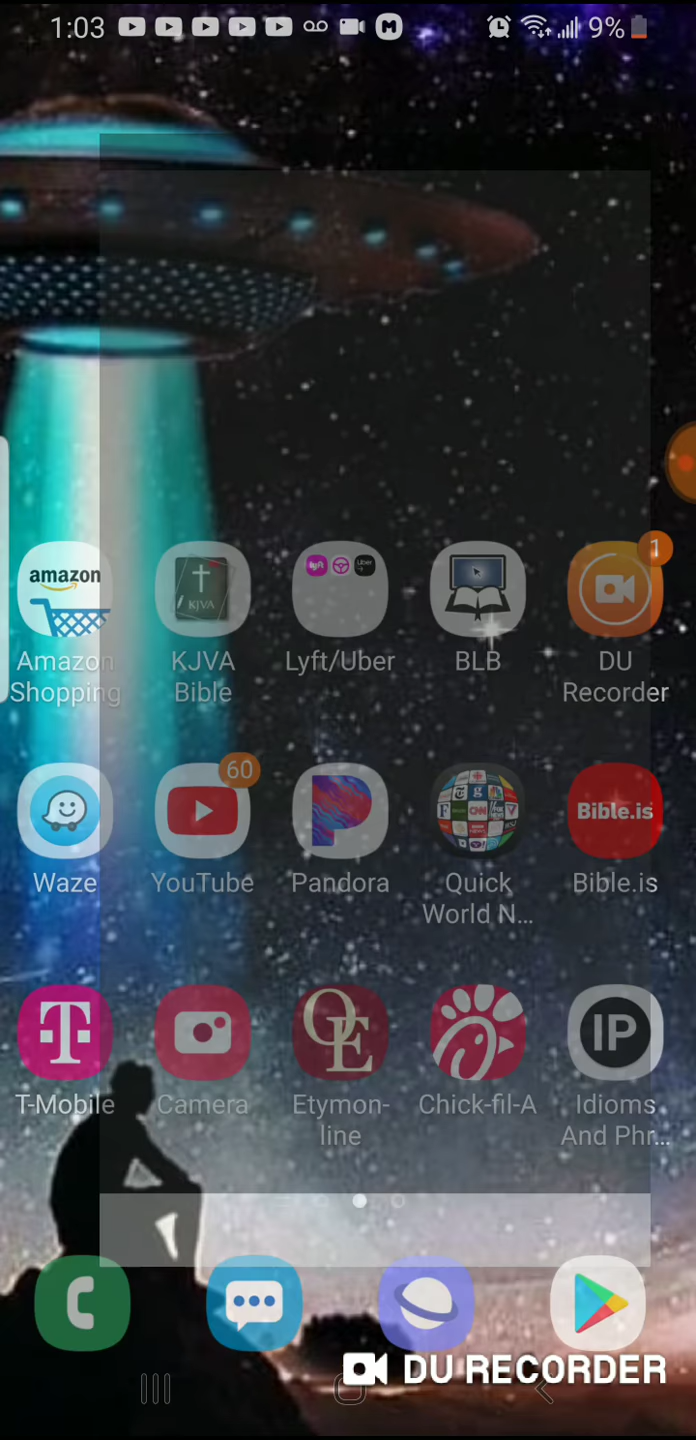 1:03
9%
amazon
KJVA
1
Amazon Shopping
KJVA Bible
Lyft/Uber
BLB
DU Recorder
60
Bible.is
Waze
YouTube
Pandora
Quick World N...
Bible.is
T
OE
IP
T-Mobile
Camera
Etymon-line
Chick-fil-A
Idioms And Phr...
DU RECORDER